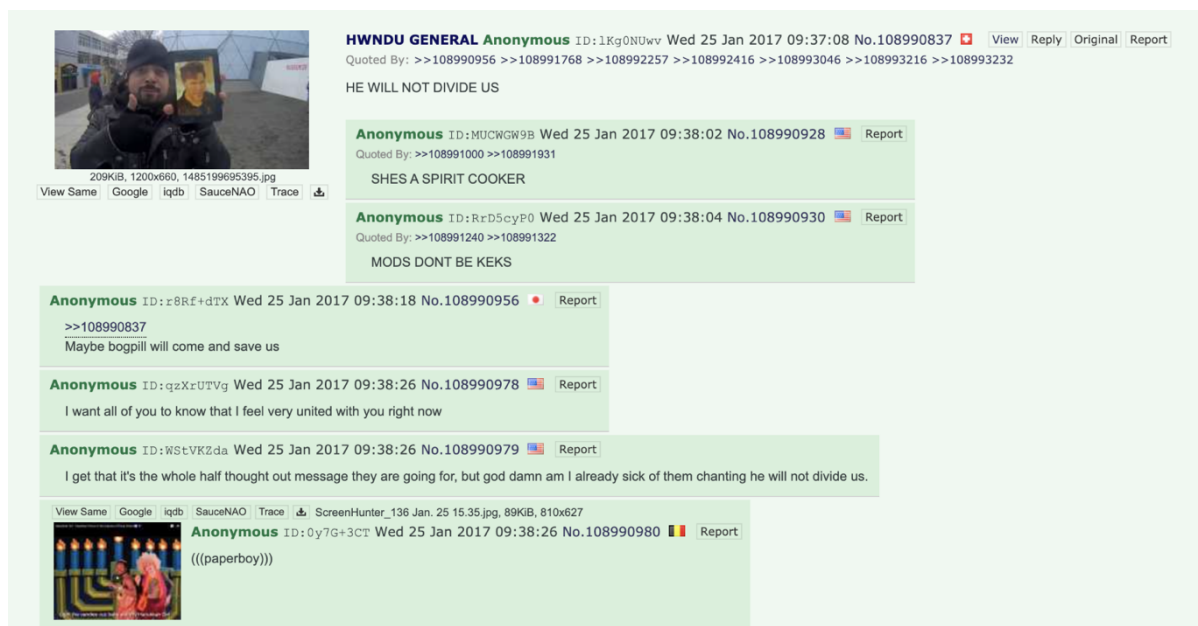 HWNDU GENERAL Anonymous ID:lKg0NUwv Wed 25 Jan 2017 09:37:08 No.108990837 View Reply Original Report
Quoted By: >>108990956 >>108991768 >>108992257 >>108992416 >>108993046 >>108993216 >>108993232
HE WILL NOT DIVIDE US
209KiB, 1200x660, 1485199695395.jpg
View Same Google iqdb SauceNAO Trace
Anonymous ID:MUCWGW9B Wed 25 Jan 2017 09:38:02 No.108990928 Report
Quoted By: >>108991000 >>108991931
SHES A SPIRIT COOKER
Anonymous ID:RrD5cyP0 Wed 25 Jan 2017 09:38:04 No.108990930 Report
Quoted By: >>108991240 >>108991322
MODS DONT BE KEKS
Anonymous ID:r8Rf+dTX Wed 25 Jan 2017 09:38:18 No.108990956 Report
>>108990837
Maybe bogpill will come and save us
Anonymous ID:qzXrUTVg Wed 25 Jan 2017 09:38:26 No.108990978 Report
I want all of you to know that I feel very united with you right now
Anonymous ID:WStVKZda Wed 25 Jan 2017 09:38:26 No.108990979 Report
I get that it's the whole half thought out message they are going for, but god damn am I already sick of them chanting he will not divide us.
View Same Google iqdb SauceNAO Trace ScreenHunter_136 Jan. 25 15.35.jpg, 89KiB, 810x627
Anonymous ID:0y7G+3CT Wed 25 Jan 2017 09:38:26 No.108990980 Report
(((paperboy)))